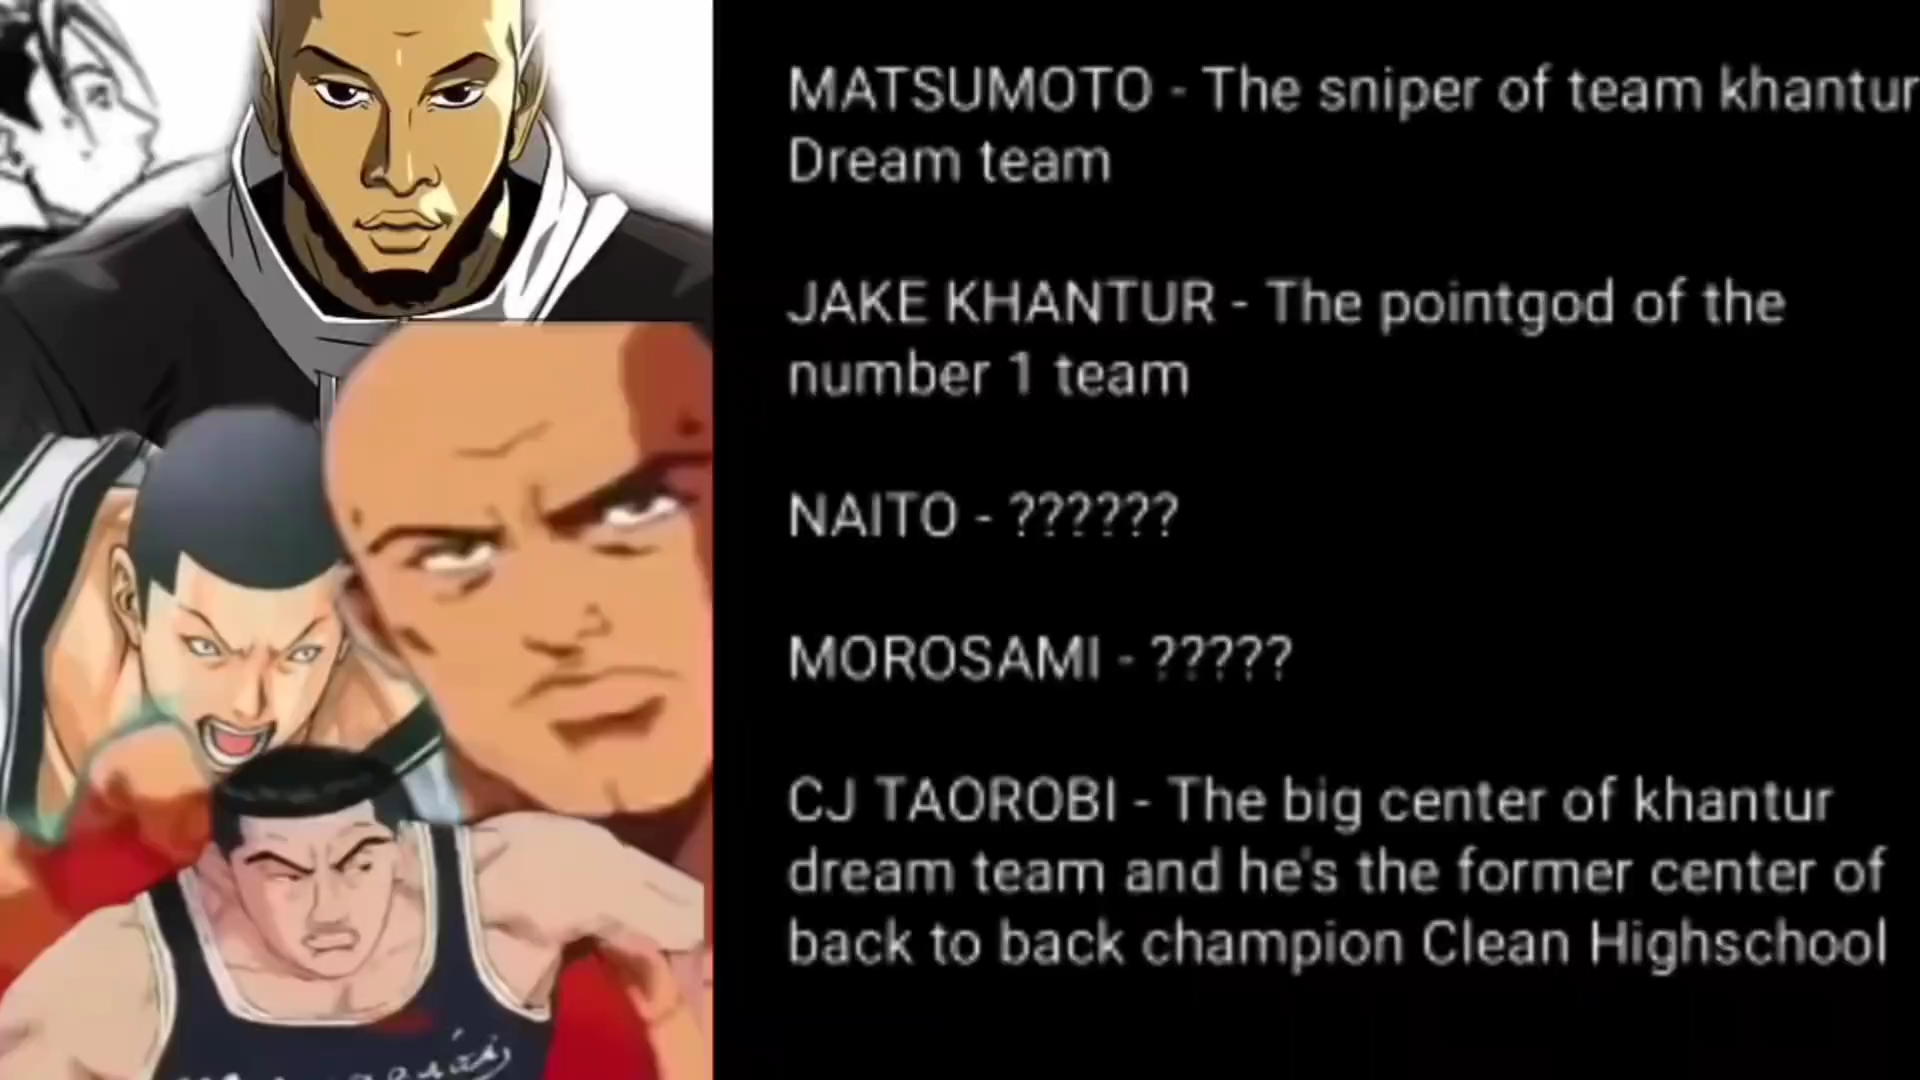 MATSUMOTO - The sniper of team khantur
Dream team
JAKE KHANTUR - The pointgod of the
number 1 team
NAITO - ??????
MOROSAMI - ?????
CJ TAOROBI - The big center of khantur
dream team and he's the former center of
back to back champion Clean Highschool